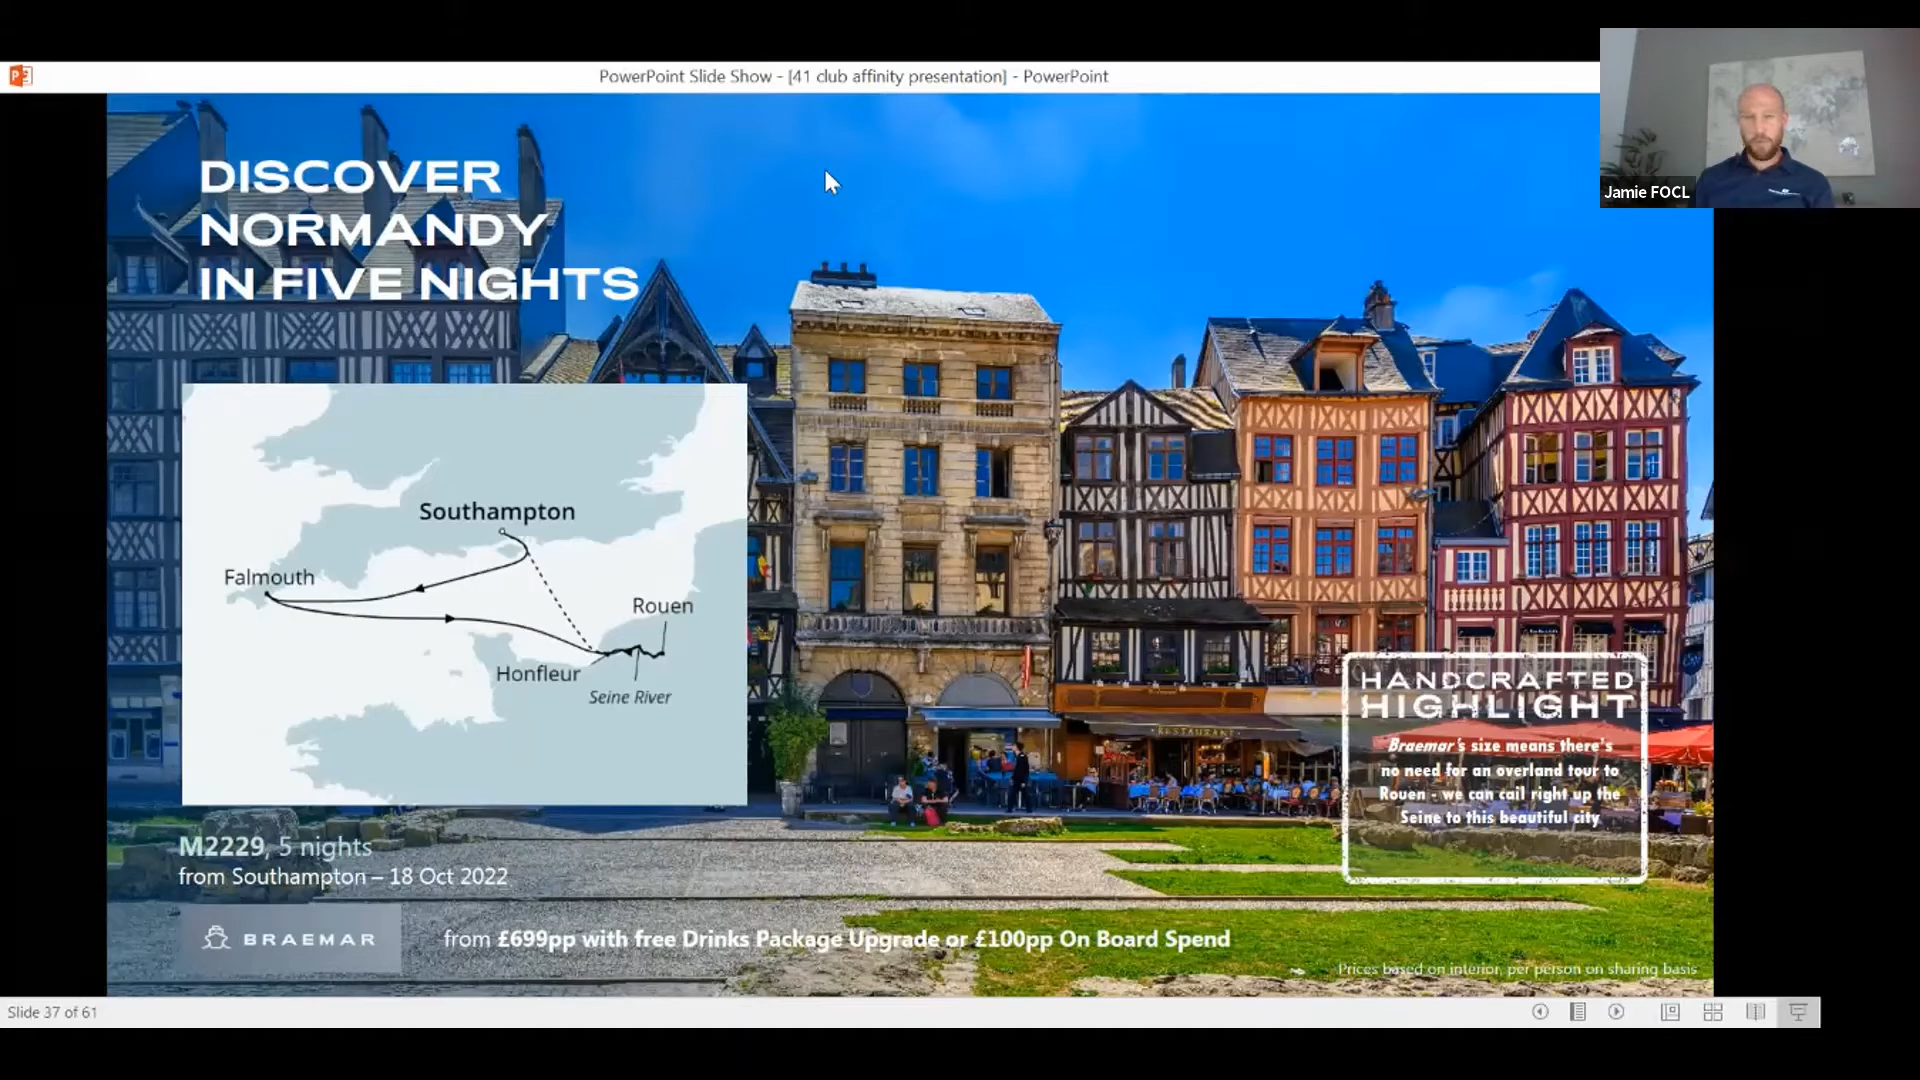 PowerPoint Slide Show - [41 club affinity presentation] - PowerPoint
Jamie FOCL
DISCOVER
NORMANDY
IN FIVE NIGHTS
Southampton
Falmouth
Rouen
Honfleur
Seine River
RESTAURANT
HANDCRAFTED
HIGHLIGHT
Braemar's size means there's
no need for an overland tour to
Rouen - we can cail right up the
Seine to this beautiful city
M2229, 5 nights
from Southampton – 18 Oct 2022
BRAEMAR
from £699pp with free Drinks Package Upgrade or £100pp On Board Spend
Prices based on interior, per person on sharing basis
Slide 37 of 61